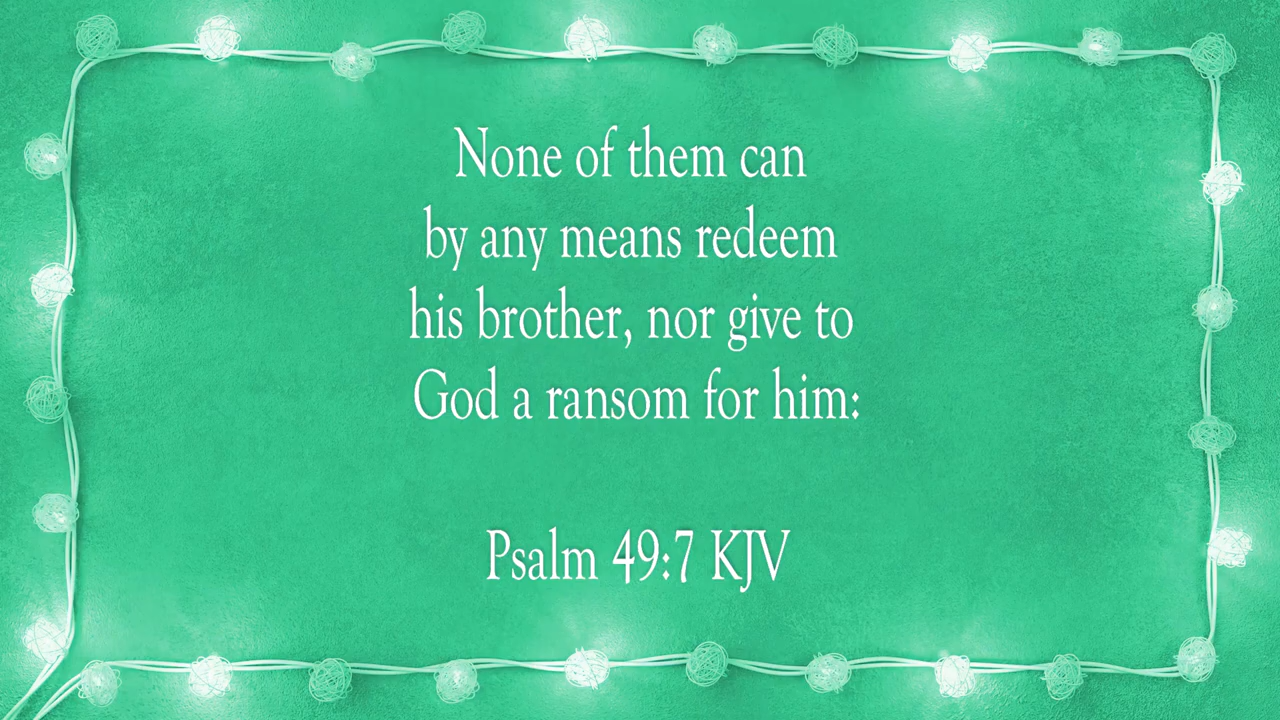 None of them can
by any means redeem
his brother, nor give to
God a ransom for him:
Psalm 49:7 KJV